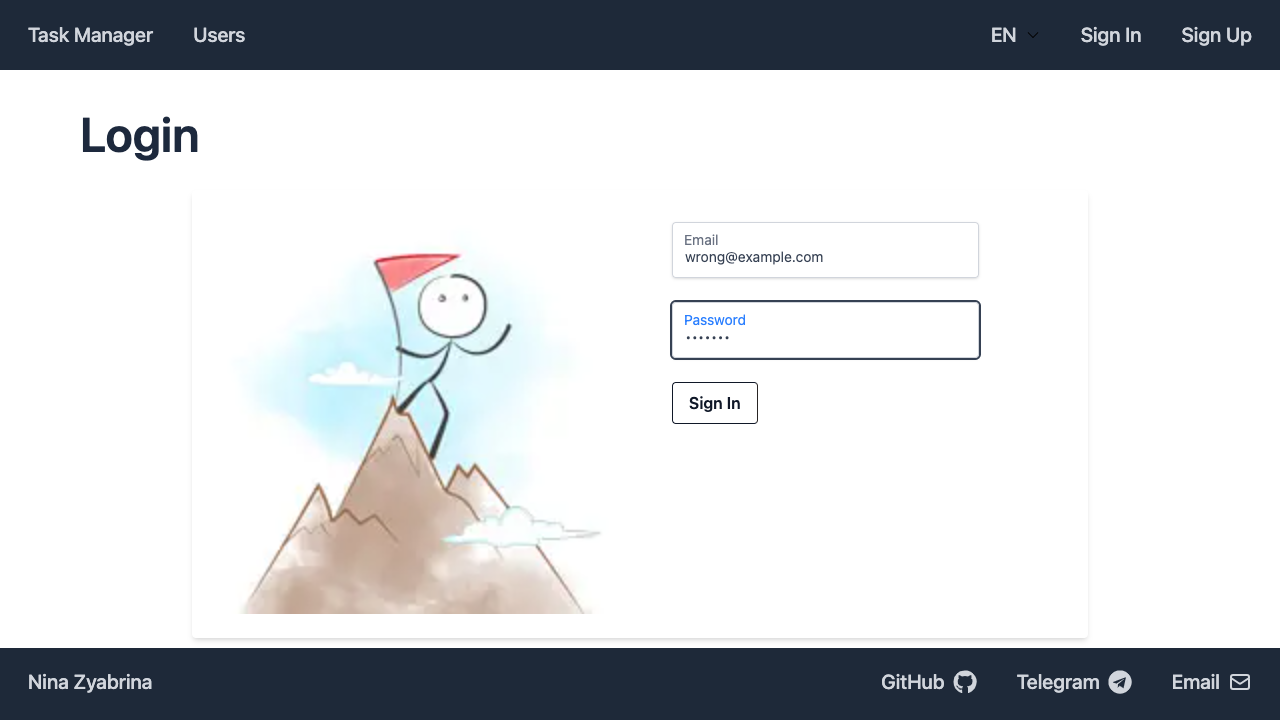 Task Manager Users EN Sign In Sign Up
Login
Email
wrong@example.com
Password
•••••••
Sign In
Nina Zyabrina GitHub Telegram Email